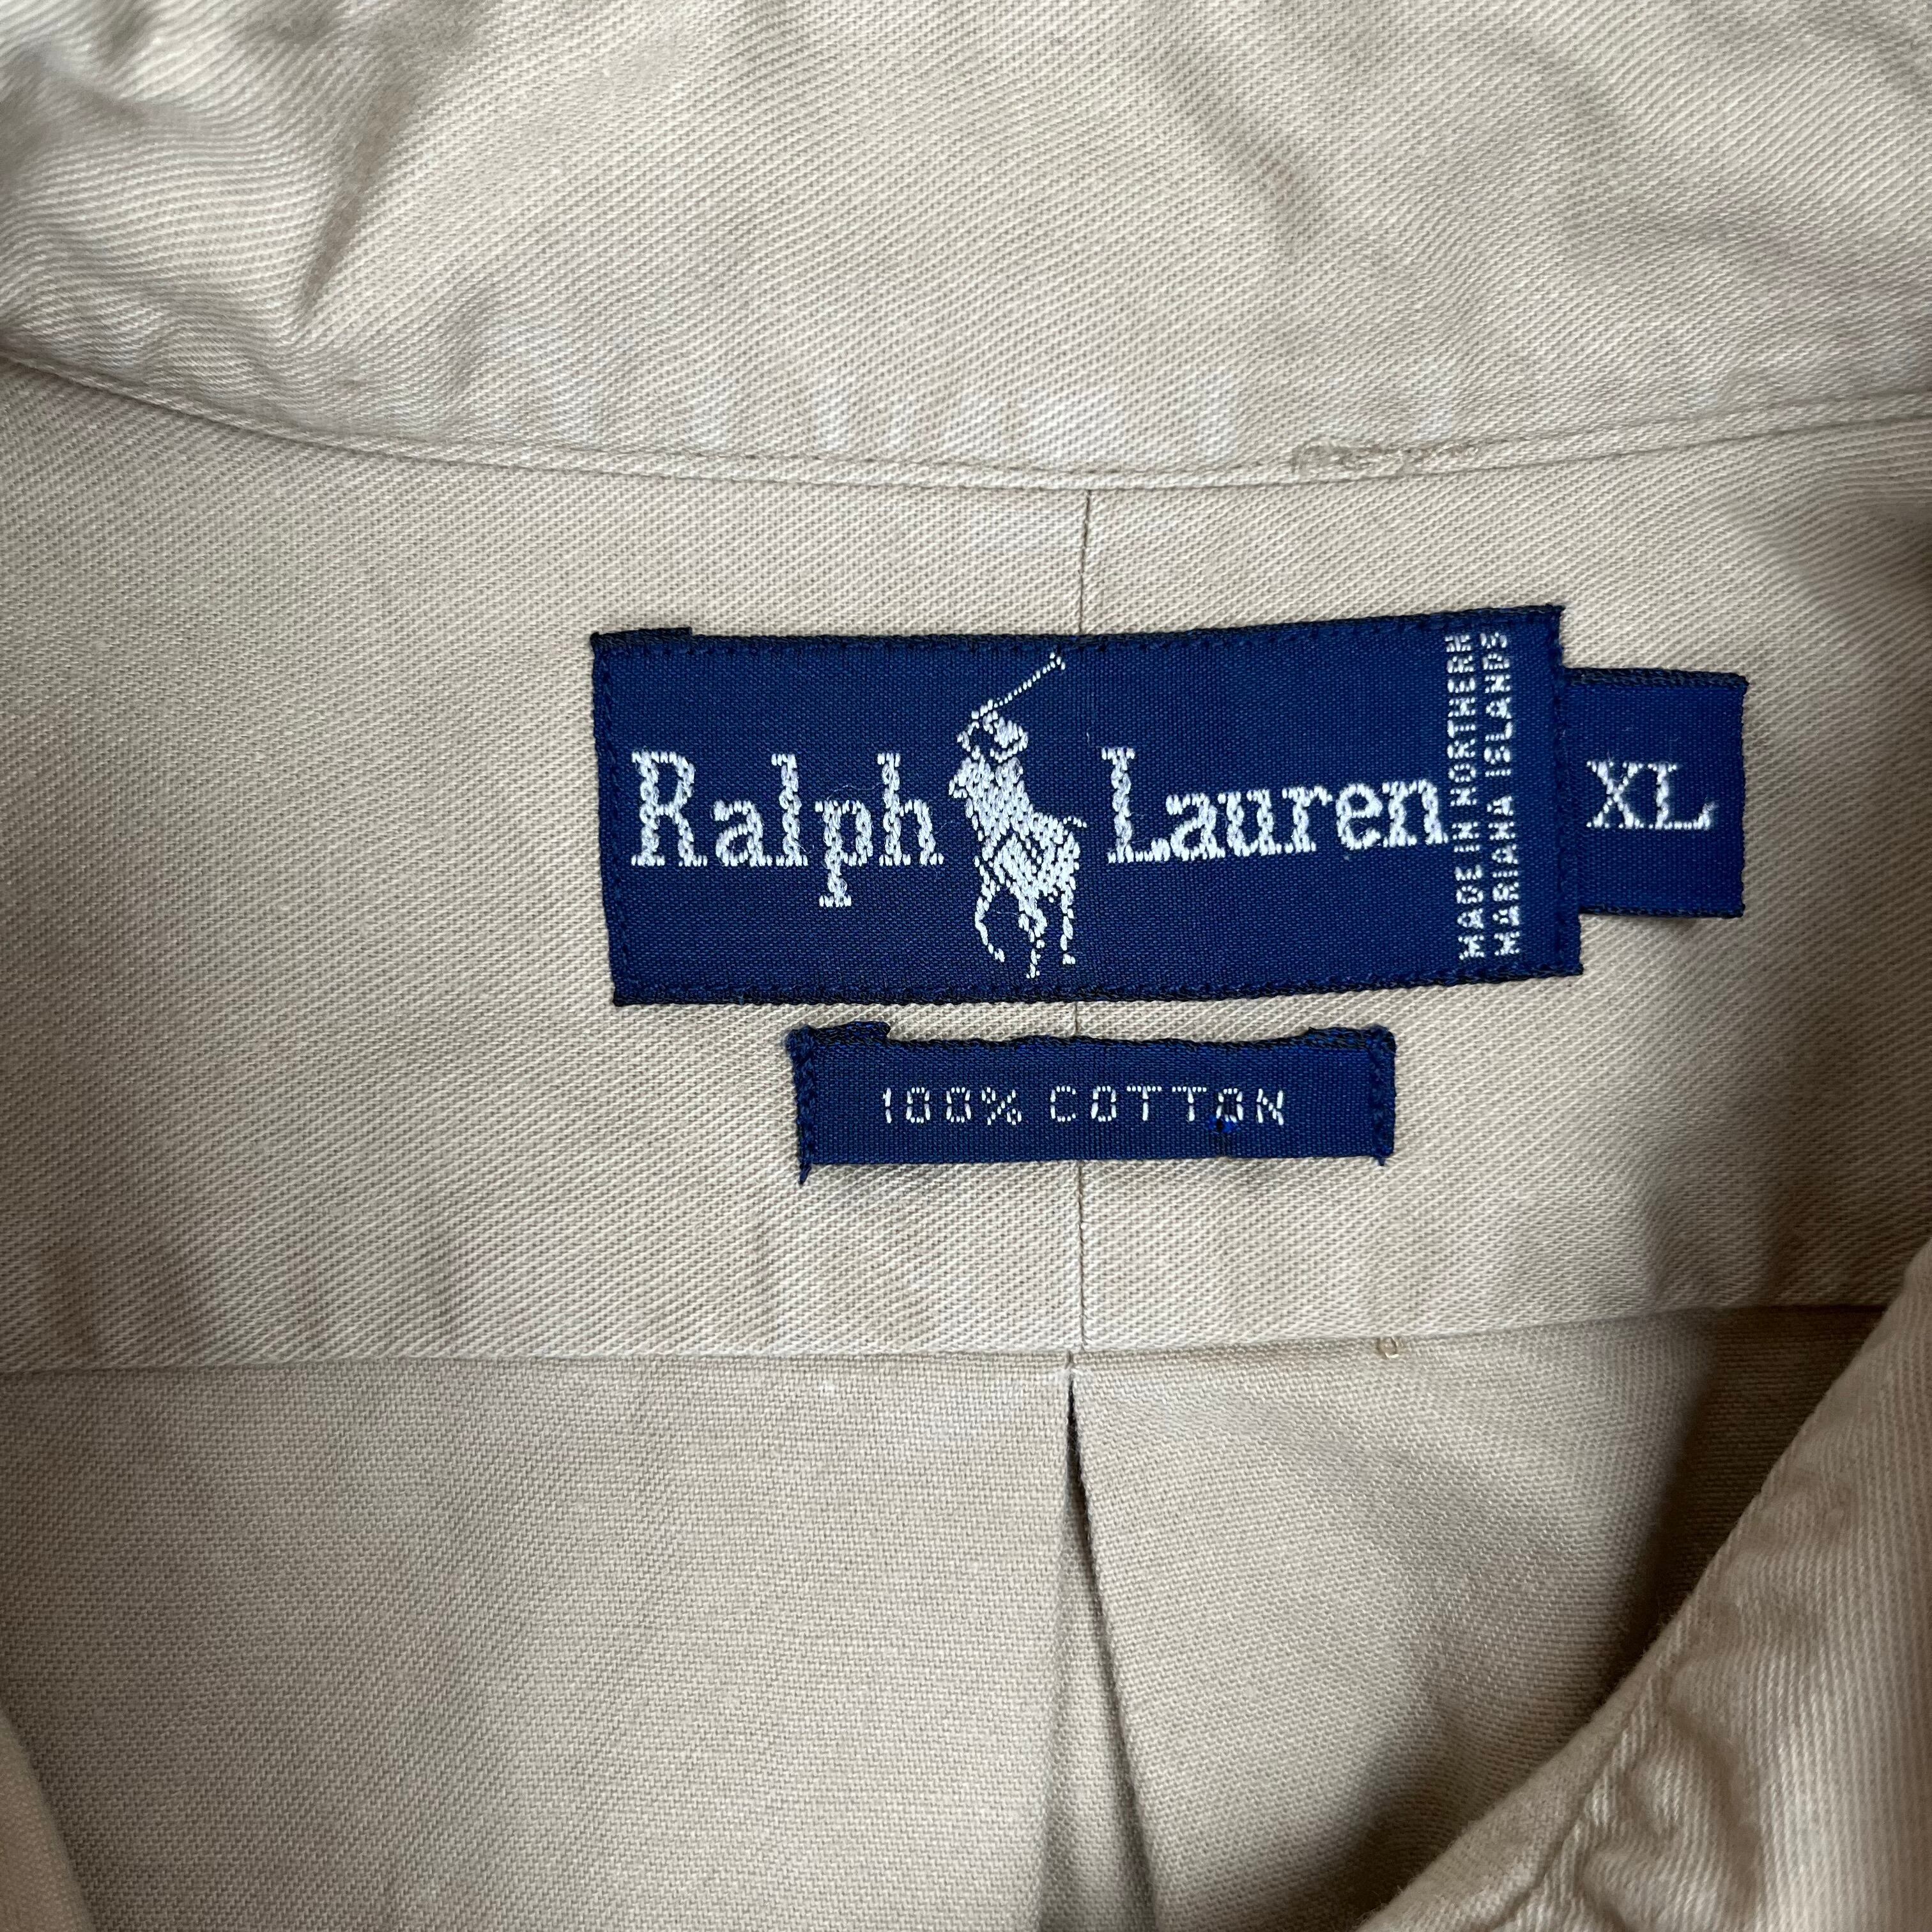 Ralph Lauren
MADE IN NORTHERN
MARIANA ISLANDS
XL
100% COTTON